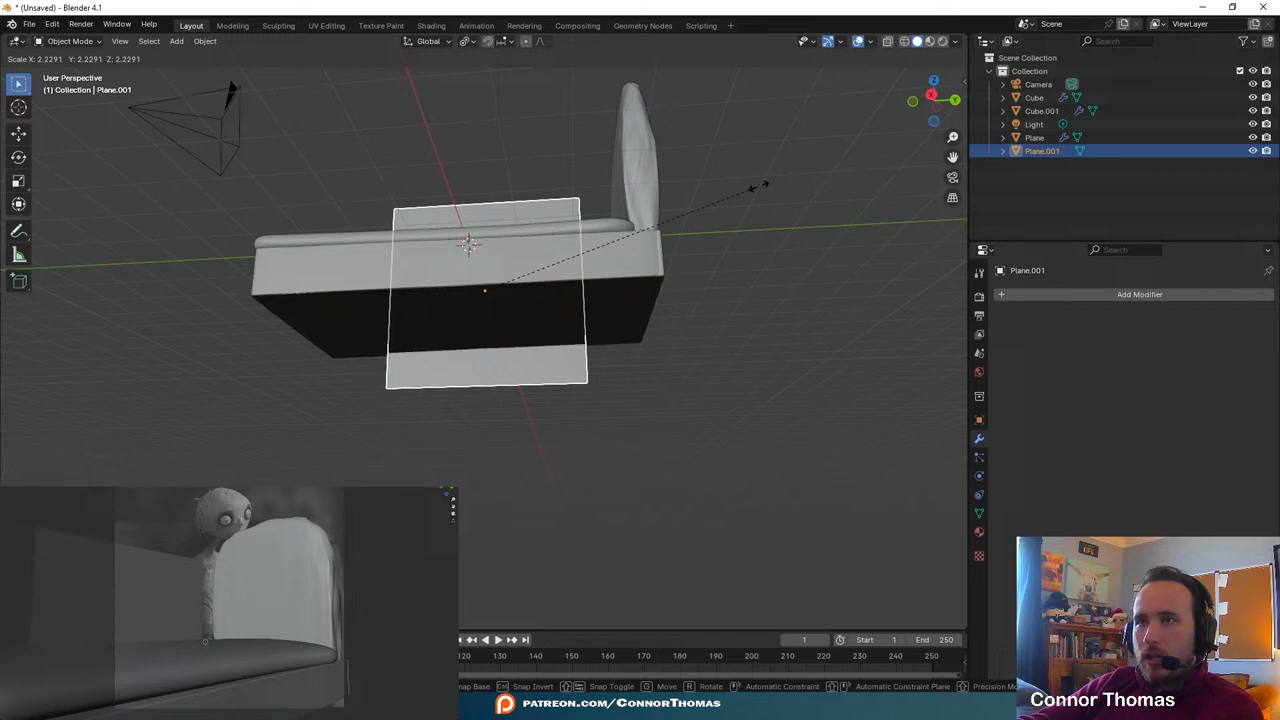 * (Unsaved) - Blender 4.1
File Edit Render Window Help Layout Modeling Sculpting UV Editing Texture Paint Shading Animation Rendering Compositing Geometry Nodes Scripting + Scene ViewLayer
Object Mode View Select Add Object Global Search
Scale X: 2.2291 Y: 2.2291 Z: 2.2291
User Perspective
(1) Collection | Plane.001
Z
X
Y
Scene Collection
Collection
Camera
Cube
Cube.001
Light
Plane
Plane.001
Search
Plane.001
Add Modifier
1 Start 1 End 250
120 130 140 150 160 170 180 190 200 210 220 230 240 250
Snap Base Ctrl Snap Invert Snap Toggle G Move R Rotate Automatic Constraint Automatic Constraint Plane Precision Mo
PATREON.COM/CONNORTHOMAS
Connor Thomas